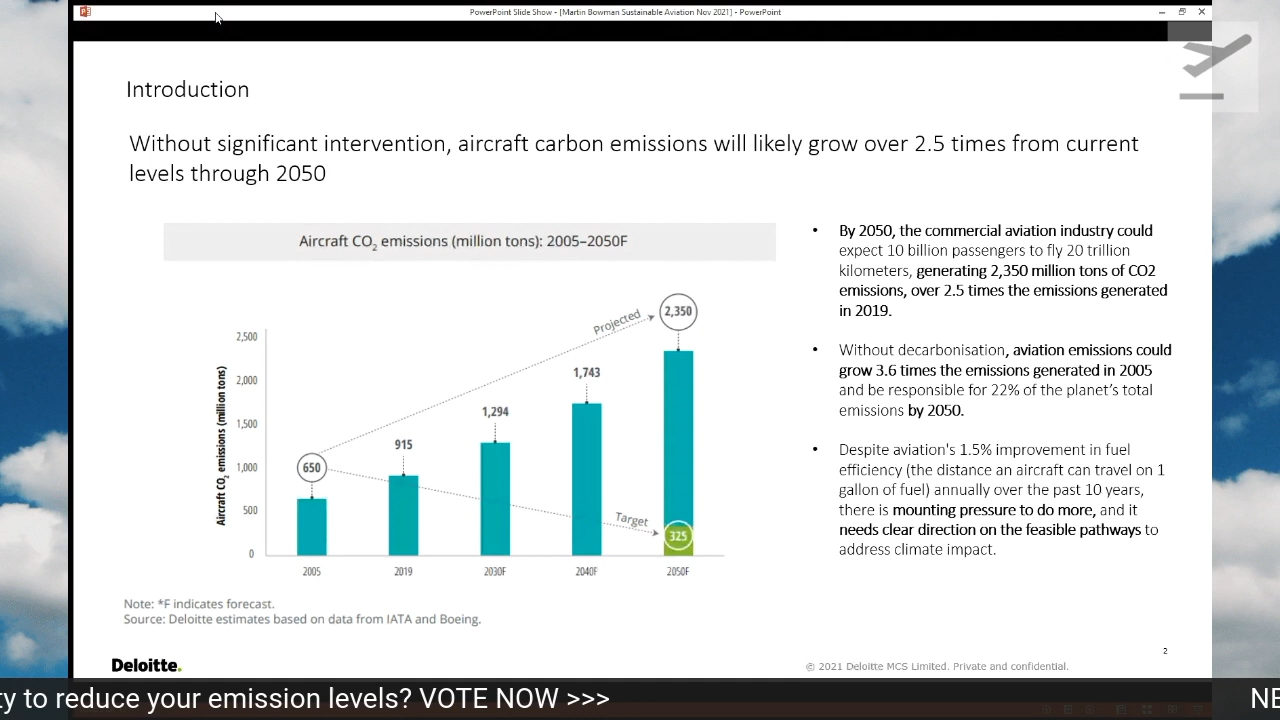 PowerPoint Slide Show - [Martin Bowman Sustainable Aviation Nov 2021] - PowerPoint
Introduction
Without significant intervention, aircraft carbon emissions will likely grow over 2.5 times from current
levels through 2050
Aircraft CO₂ emissions (million tons): 2005–2050F
Aircraft CO₂ emissions (million tons)
2,500
2,000
1,500
1,000
500
0
650
915
1,294
1,743
2,350
325
Projected
Target
2005
2019
2030F
2040F
2050F
Note: *F indicates forecast.
Source: Deloitte estimates based on data from IATA and Boeing.
• By 2050, the commercial aviation industry could
expect 10 billion passengers to fly 20 trillion
kilometers, generating 2,350 million tons of CO2
emissions, over 2.5 times the emissions generated
in 2019.
• Without decarbonisation, aviation emissions could
grow 3.6 times the emissions generated in 2005
and be responsible for 22% of the planet’s total
emissions by 2050.
• Despite aviation's 1.5% improvement in fuel
efficiency (the distance an aircraft can travel on 1
gallon of fuel) annually over the past 10 years,
there is mounting pressure to do more, and it
needs clear direction on the feasible pathways to
address climate impact.
2
Deloitte.
© 2021 Deloitte MCS Limited. Private and confidential.
ty to reduce your emission levels? VOTE NOW >>>
NE